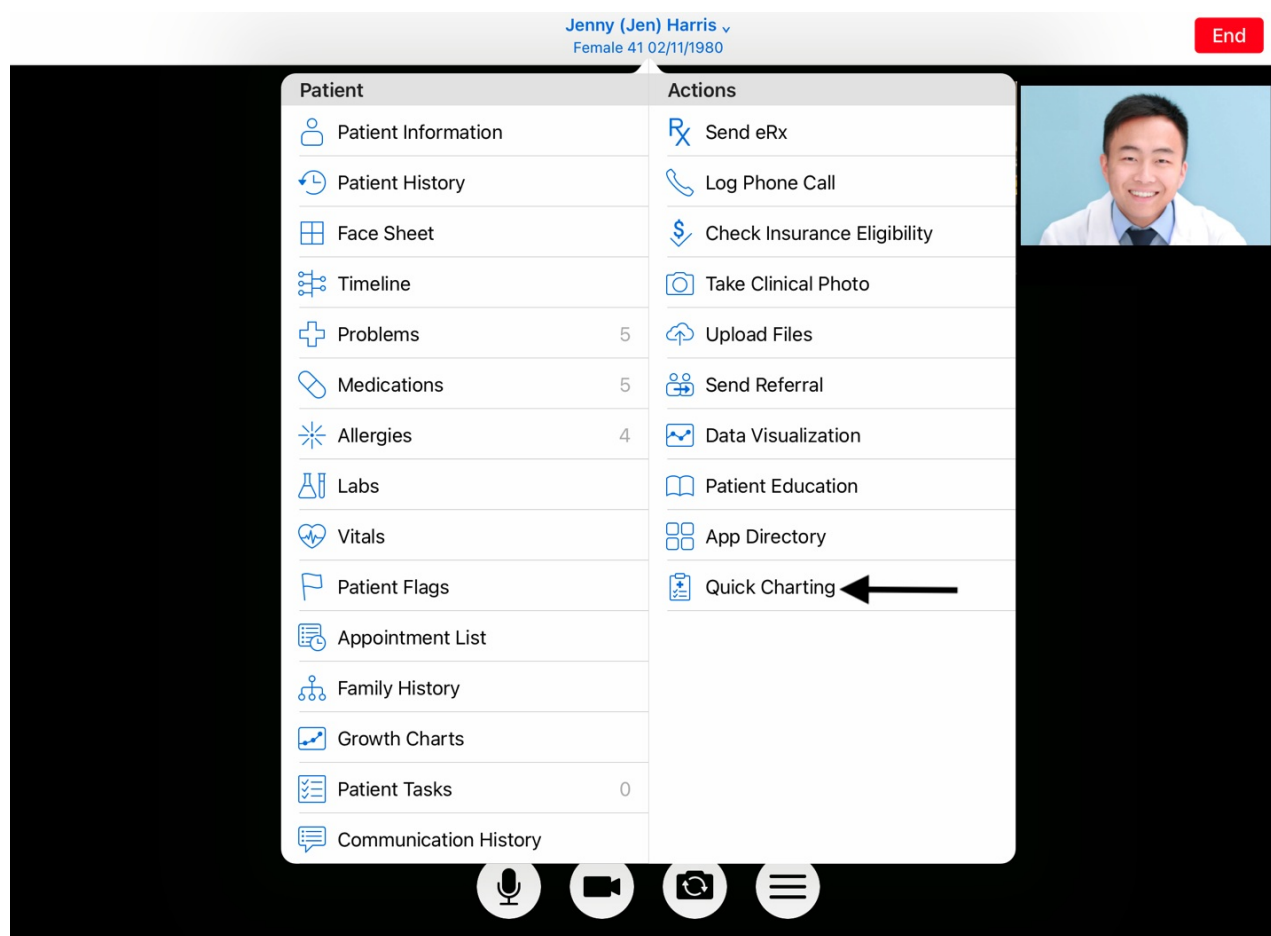 Jenny (Jen) Harris
Female 41 02/11/1980
End
Patient
Patient Information
Patient History
Face Sheet
Timeline
Problems 5
Medications 5
Allergies 4
Labs
Vitals
Patient Flags
Appointment List
Family History
Growth Charts
Patient Tasks 0
Communication History
Actions
Rx Send eRx
Log Phone Call
$ Check Insurance Eligibility
Take Clinical Photo
Upload Files
Send Referral
Data Visualization
Patient Education
App Directory
Quick Charting